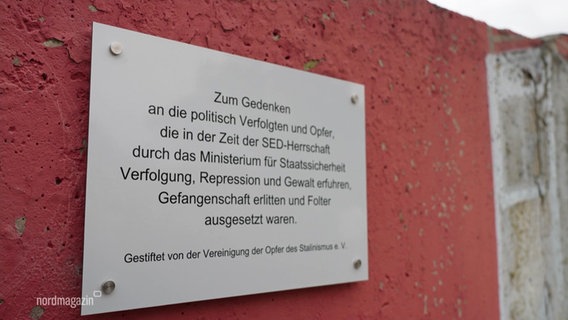 Zum Gedenken
an die politisch Verfolgten und Opfer,
die in der Zeit der SED-Herrschaft
durch das Ministerium für Staatssicherheit
Verfolgung, Repression und Gewalt erfuhren,
Gefangenschaft erlitten und Folter
ausgesetzt waren.
Gestiftet von der Vereinigung der Opfer des Stalinismus e. V.
nordmagazin